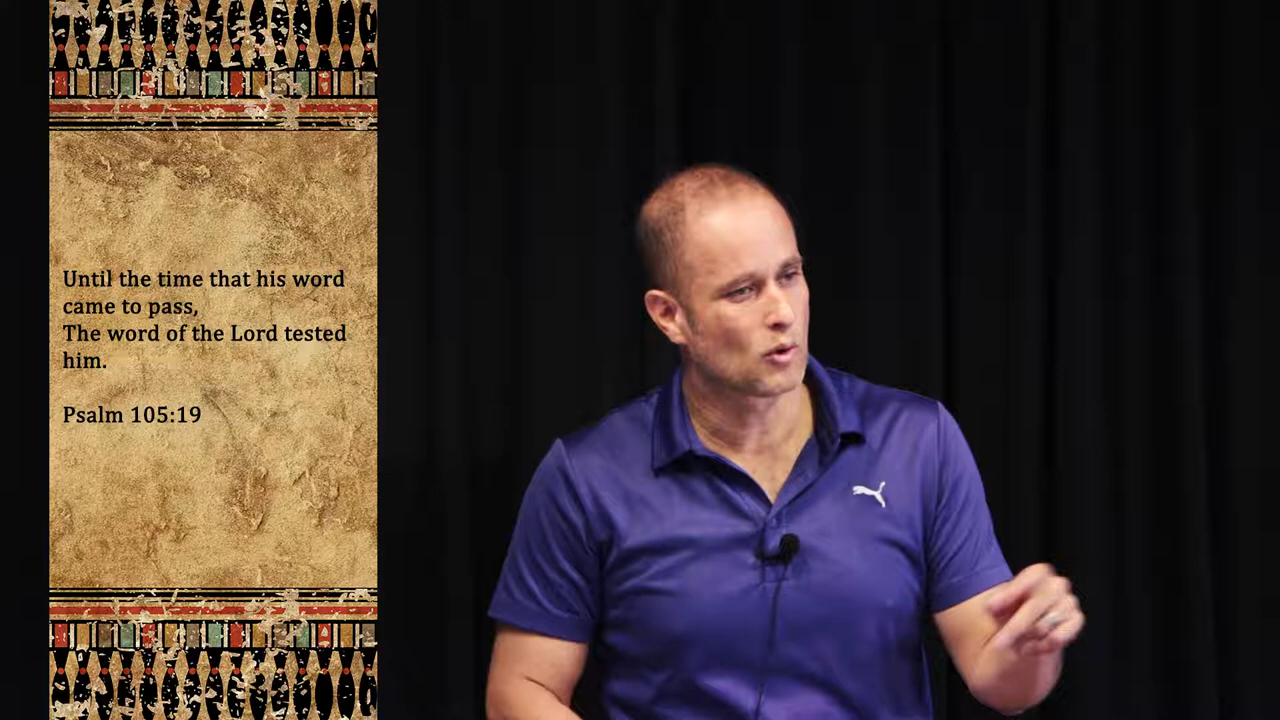 Until the time that his word
came to pass,
The word of the Lord tested
him.
Psalm 105:19